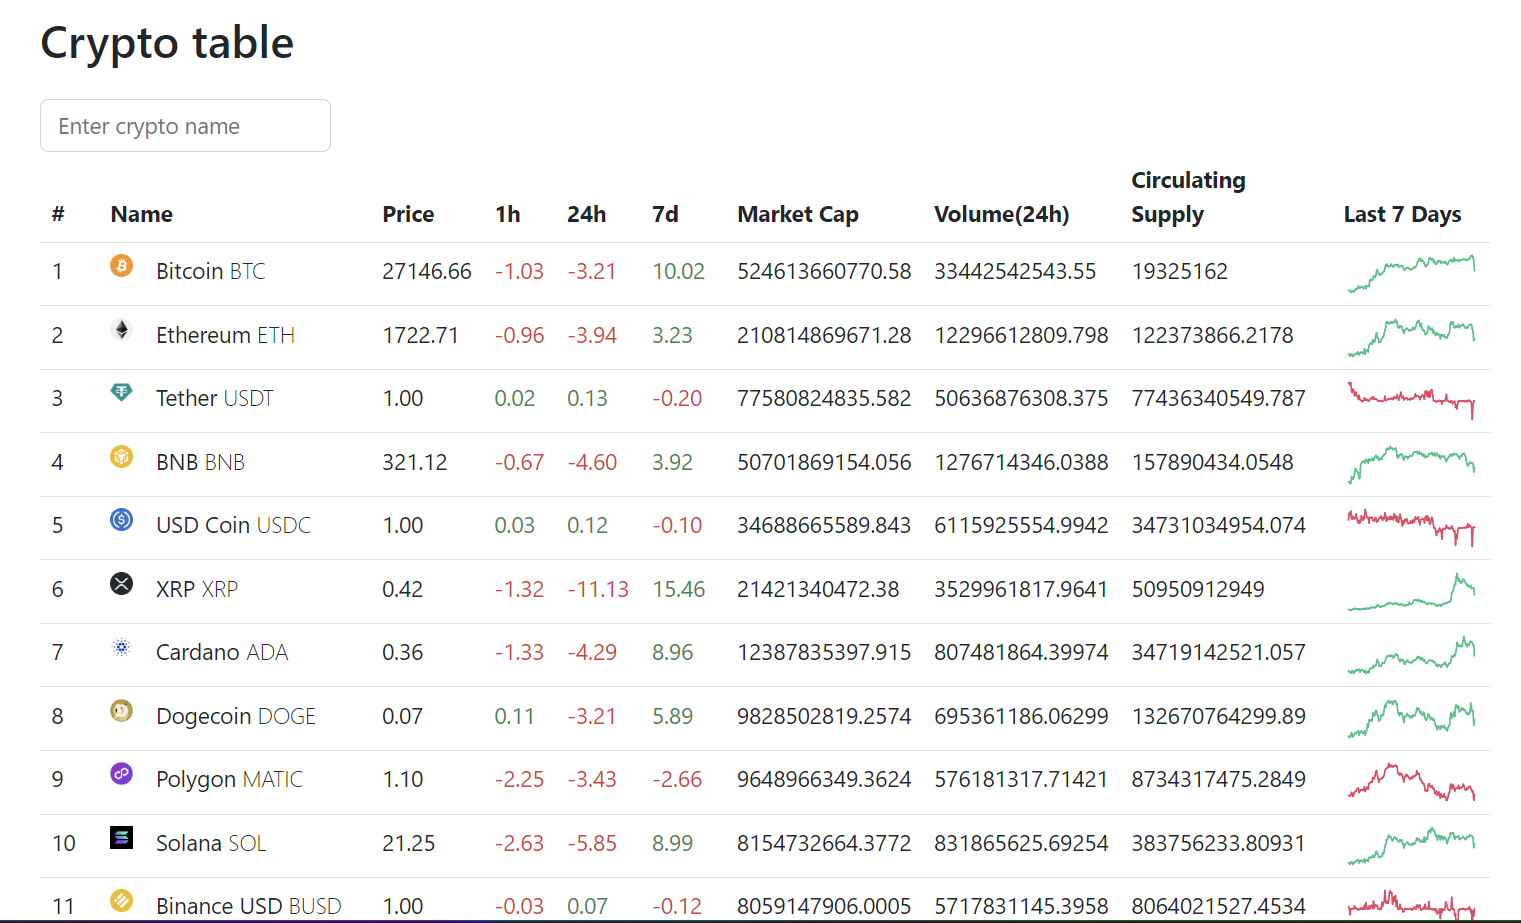 Crypto table
Enter crypto name
# Name Price 1h 24h 7d Market Cap Volume(24h) Circulating Supply Last 7 Days
1 Bitcoin BTC 27146.66 -1.03 -3.21 10.02 524613660770.58 33442542543.55 19325162
2 Ethereum ETH 1722.71 -0.96 -3.94 3.23 210814869671.28 12296612809.798 122373866.2178
3 Tether USDT 1.00 0.02 0.13 -0.20 77580824835.582 50636876308.375 77436340549.787
4 BNB BNB 321.12 -0.67 -4.60 3.92 50701869154.056 1276714346.0388 157890434.0548
5 USD Coin USDC 1.00 0.03 0.12 -0.10 34688665589.843 6115925554.9942 34731034954.074
6 XRP XRP 0.42 -1.32 -11.13 15.46 21421340472.38 3529961817.9641 50950912949
7 Cardano ADA 0.36 -1.33 -4.29 8.96 12387835397.915 807481864.39974 34719142521.057
8 Dogecoin DOGE 0.07 0.11 -3.21 5.89 9828502819.2574 695361186.06299 132670764299.89
9 Polygon MATIC 1.10 -2.25 -3.43 -2.66 9648966349.3624 576181317.71421 8734317475.2849
10 Solana SOL 21.25 -2.63 -5.85 8.99 8154732664.3772 831865625.69254 383756233.80931
11 Binance USD BUSD 1.00 -0.03 0.07 -0.12 8059147906.0005 5717831145.3958 8064021527.4534